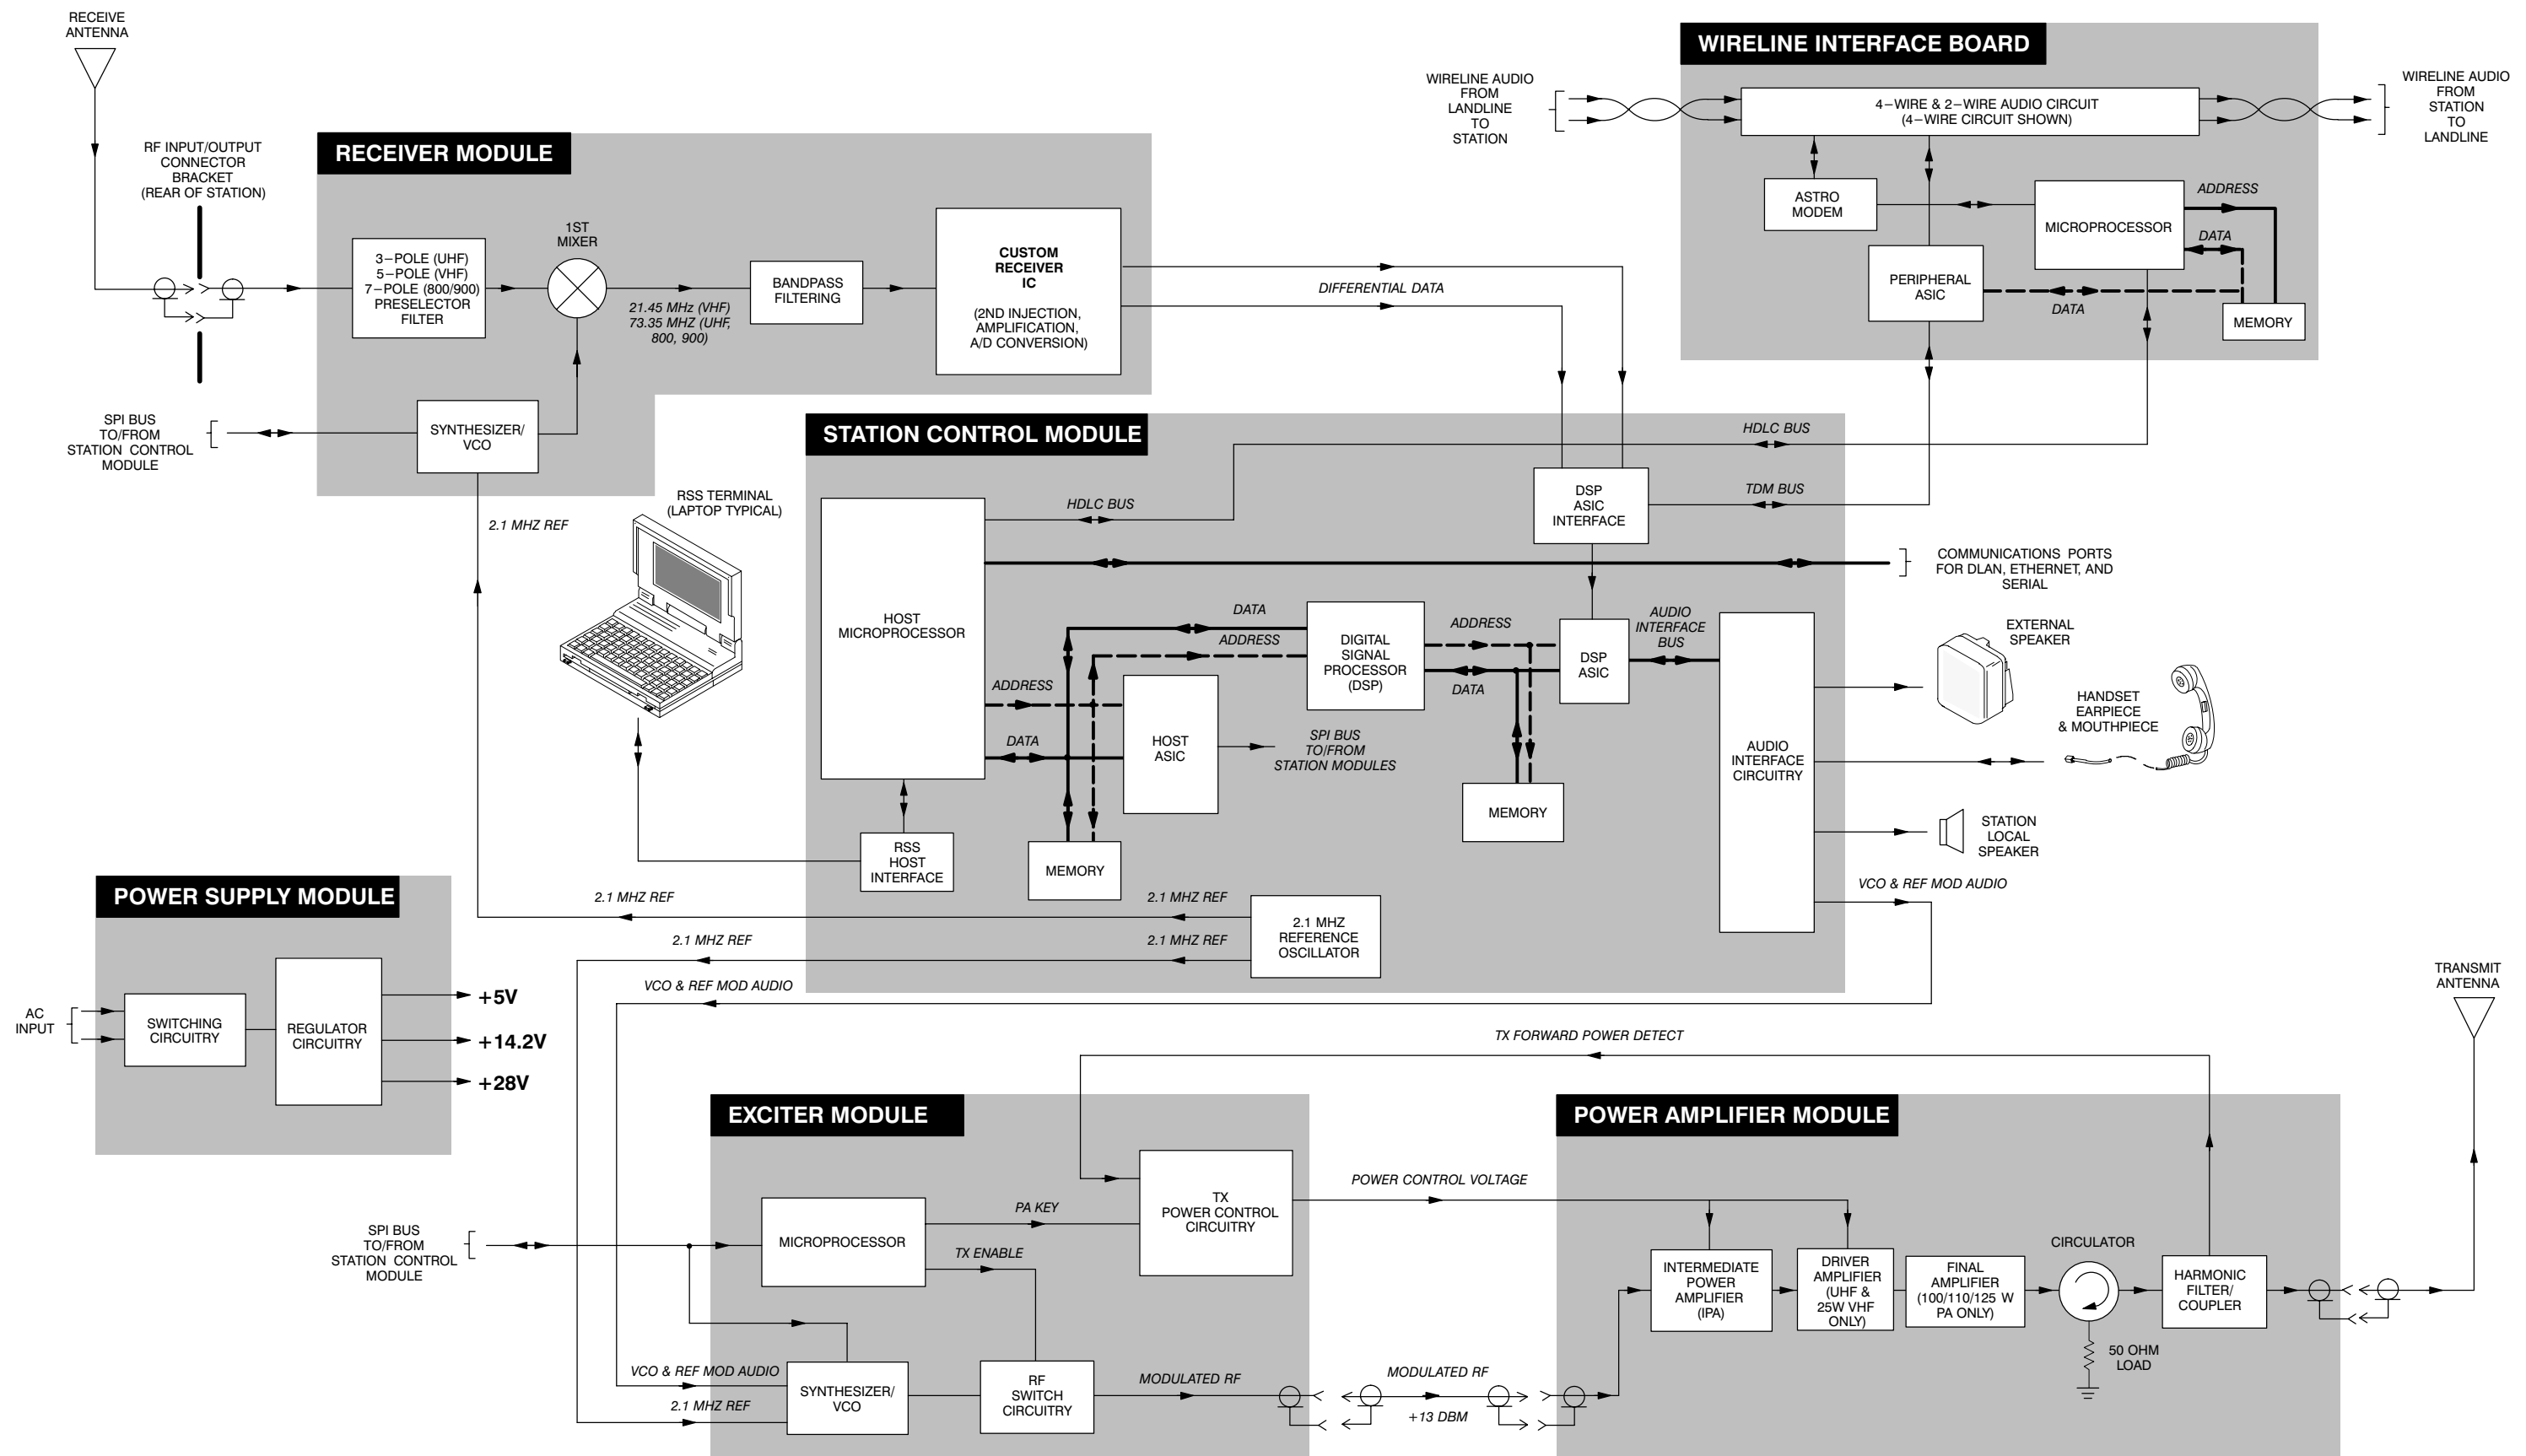 RECEIVE
ANTENNA
RF INPUT/OUTPUT
CONNECTOR
BRACKET
(REAR OF STATION)
RECEIVER MODULE
3–POLE (UHF)
5–POLE (VHF)
7–POLE (800/900)
PRESELECTOR
FILTER
1ST
MIXER
21.45 MHz (VHF)
73.35 MHZ (UHF,
800, 900)
BANDPASS
FILTERING
CUSTOM
RECEIVER
IC
(2ND INJECTION,
AMPLIFICATION,
A/D CONVERSION)
DIFFERENTIAL DATA
SYNTHESIZER/
VCO
SPI BUS
TO/FROM
STATION CONTROL
MODULE
2.1 MHZ REF
WIRELINE INTERFACE BOARD
WIRELINE AUDIO
FROM
LANDLINE
TO
STATION
4–WIRE & 2–WIRE AUDIO CIRCUIT
(4–WIRE CIRCUIT SHOWN)
WIRELINE AUDIO
FROM
STATION
TO
LANDLINE
ASTRO
MODEM
MICROPROCESSOR
ADDRESS
DATA
PERIPHERAL
ASIC
DATA
MEMORY
RSS TERMINAL
(LAPTOP TYPICAL)
STATION CONTROL MODULE
HDLC BUS
HDLC BUS
DSP
ASIC
INTERFACE
TDM BUS
COMMUNICATIONS PORTS
FOR DLAN, ETHERNET, AND
SERIAL
HOST
MICROPROCESSOR
DATA
ADDRESS
DIGITAL
SIGNAL
PROCESSOR
(DSP)
ADDRESS
DATA
DSP
ASIC
AUDIO
INTERFACE
BUS
ADDRESS
DATA
HOST
ASIC
SPI BUS
TO/FROM
STATION MODULES
MEMORY
AUDIO
INTERFACE
CIRCUITRY
EXTERNAL
SPEAKER
HANDSET
EARPIECE
& MOUTHPIECE
STATION
LOCAL
SPEAKER
RSS
HOST
INTERFACE
MEMORY
VCO & REF MOD AUDIO
2.1 MHZ REF
2.1 MHZ REF
2.1 MHZ REF
2.1 MHZ REF
2.1 MHZ
REFERENCE
OSCILLATOR
VCO & REF MOD AUDIO
POWER SUPPLY MODULE
AC
INPUT
SWITCHING
CIRCUITRY
REGULATOR
CIRCUITRY
+5V
+14.2V
+28V
TRANSMIT
ANTENNA
TX FORWARD POWER DETECT
EXCITER MODULE
SPI BUS
TO/FROM
STATION CONTROL
MODULE
MICROPROCESSOR
PA KEY
TX ENABLE
TX
POWER CONTROL
CIRCUITRY
POWER CONTROL VOLTAGE
VCO & REF MOD AUDIO
2.1 MHZ REF
SYNTHESIZER/
VCO
RF
SWITCH
CIRCUITRY
MODULATED RF
MODULATED RF
+13 DBM
POWER AMPLIFIER MODULE
INTERMEDIATE
POWER
AMPLIFIER
(IPA)
DRIVER
AMPLIFIER
(UHF &
25W VHF
ONLY)
FINAL
AMPLIFIER
(100/110/125 W
PA ONLY)
CIRCULATOR
50 OHM
LOAD
HARMONIC
FILTER/
COUPLER